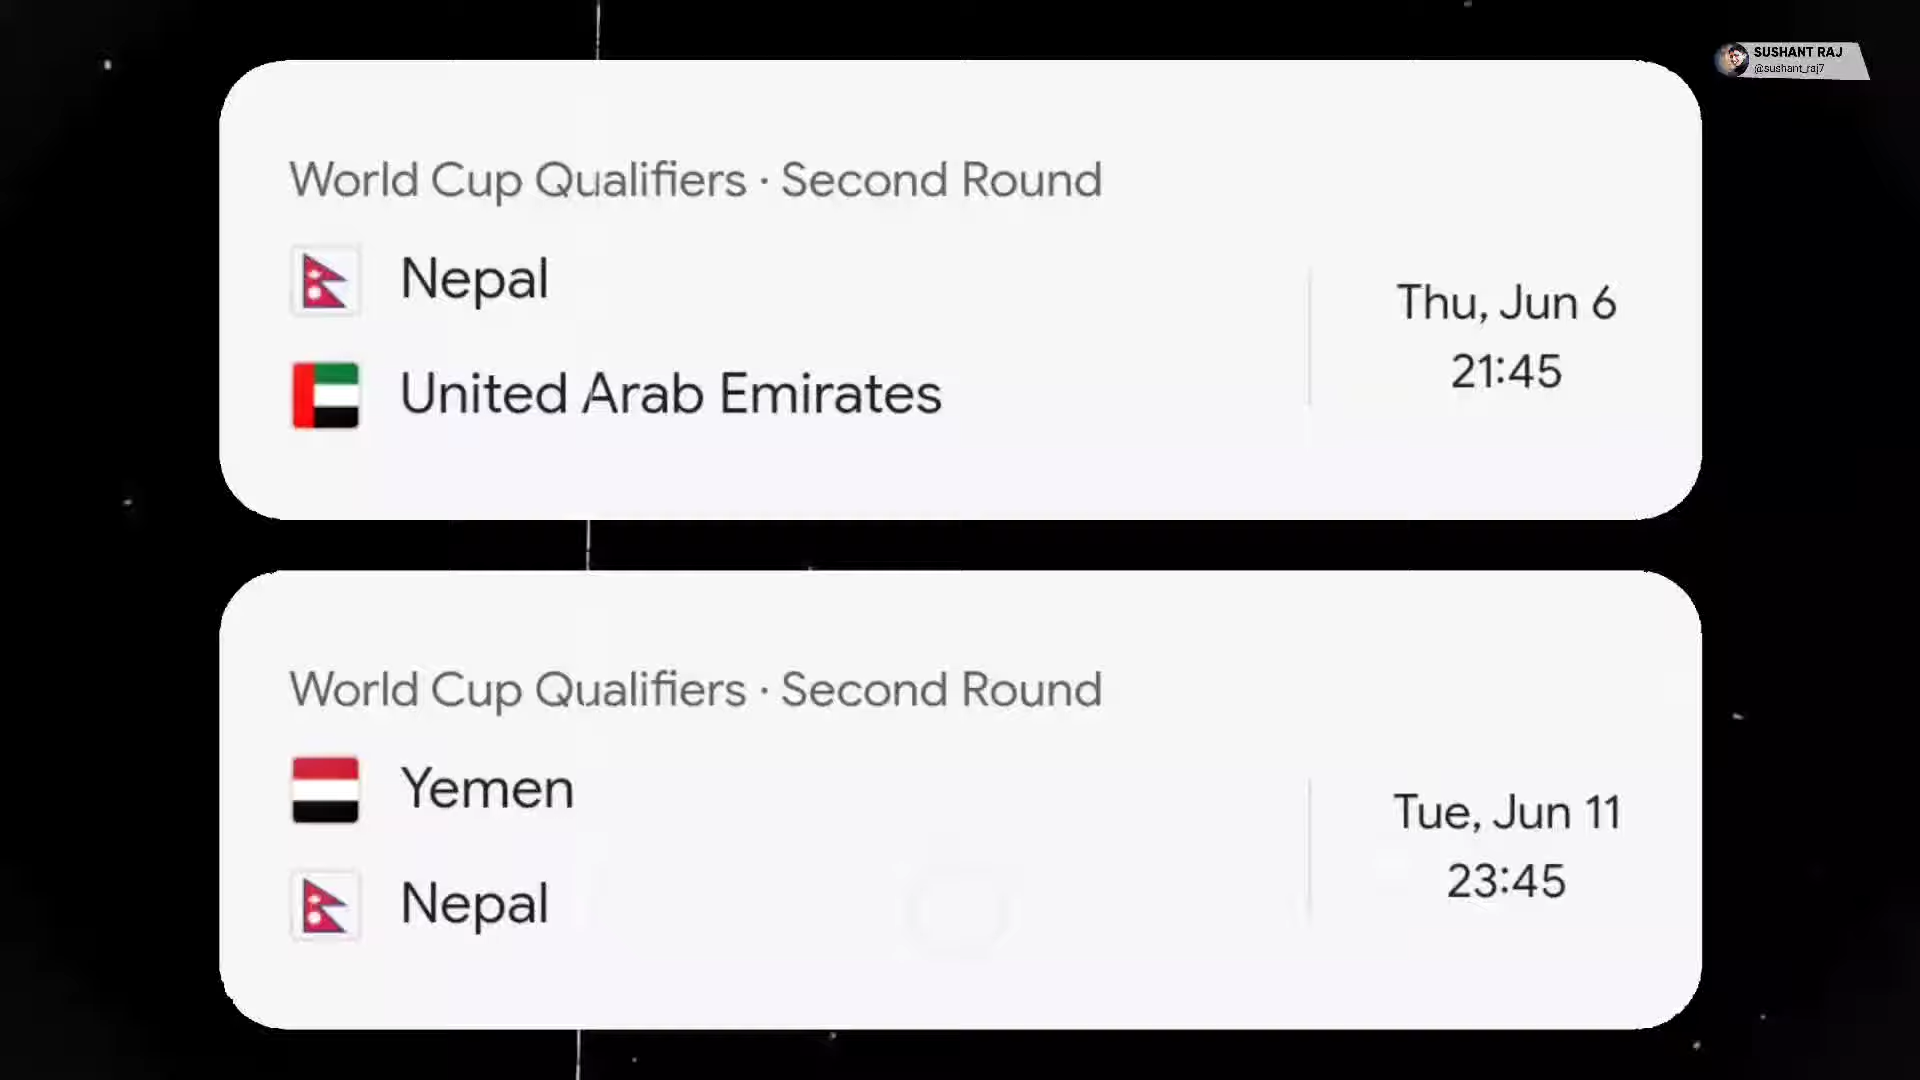 SUSHANT RAJ
@sushant_raj7
World Cup Qualifiers · Second Round
Nepal
United Arab Emirates
Thu, Jun 6
21:45
World Cup Qualifiers · Second Round
Yemen
Nepal
Tue, Jun 11
23:45